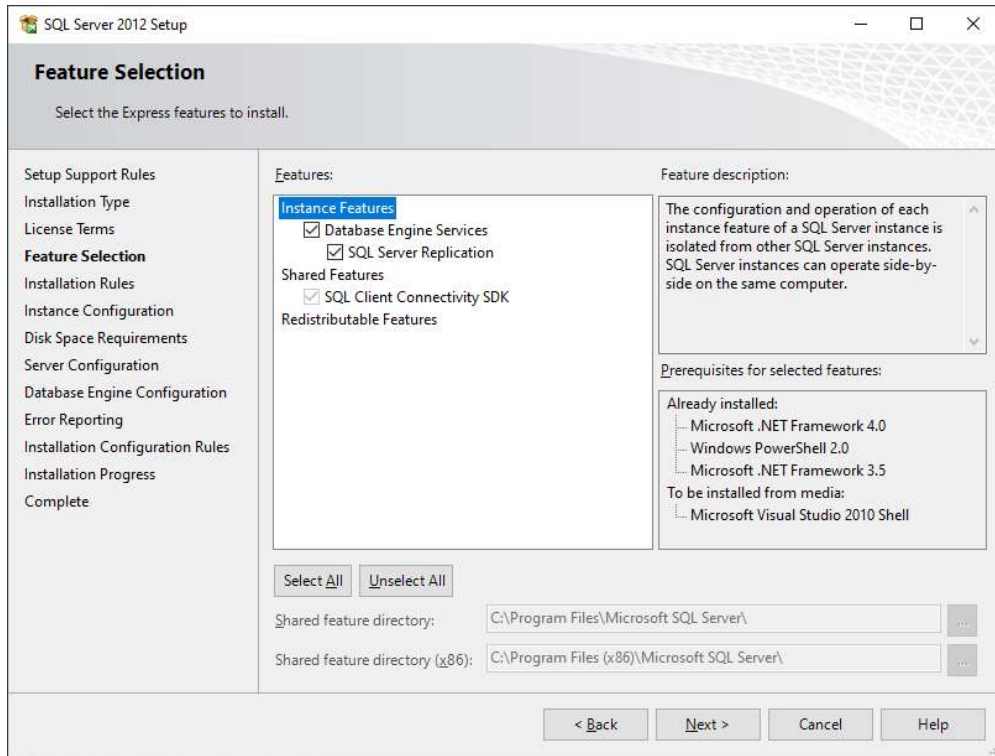 SQL Server 2012 Setup
Feature Selection
Select the Express features to install.
Setup Support Rules
Installation Type
License Terms
Feature Selection
Installation Rules
Instance Configuration
Disk Space Requirements
Server Configuration
Database Engine Configuration
Error Reporting
Installation Configuration Rules
Installation Progress
Complete
Features:
Instance Features
Database Engine Services
SQL Server Replication
Shared Features
SQL Client Connectivity SDK
Redistributable Features
Feature description:
The configuration and operation of each
instance feature of a SQL Server instance is
isolated from other SQL Server instances.
SQL Server instances can operate side-by-
side on the same computer.
Prerequisites for selected features:
Already installed:
Microsoft .NET Framework 4.0
Windows PowerShell 2.0
Microsoft .NET Framework 3.5
To be installed from media:
Microsoft Visual Studio 2010 Shell
Select All Unselect All
Shared feature directory: C:\Program Files\Microsoft SQL Server\ ...
Shared feature directory (x86): C:\Program Files (x86)\Microsoft SQL Server\ ...
< Back Next > Cancel Help